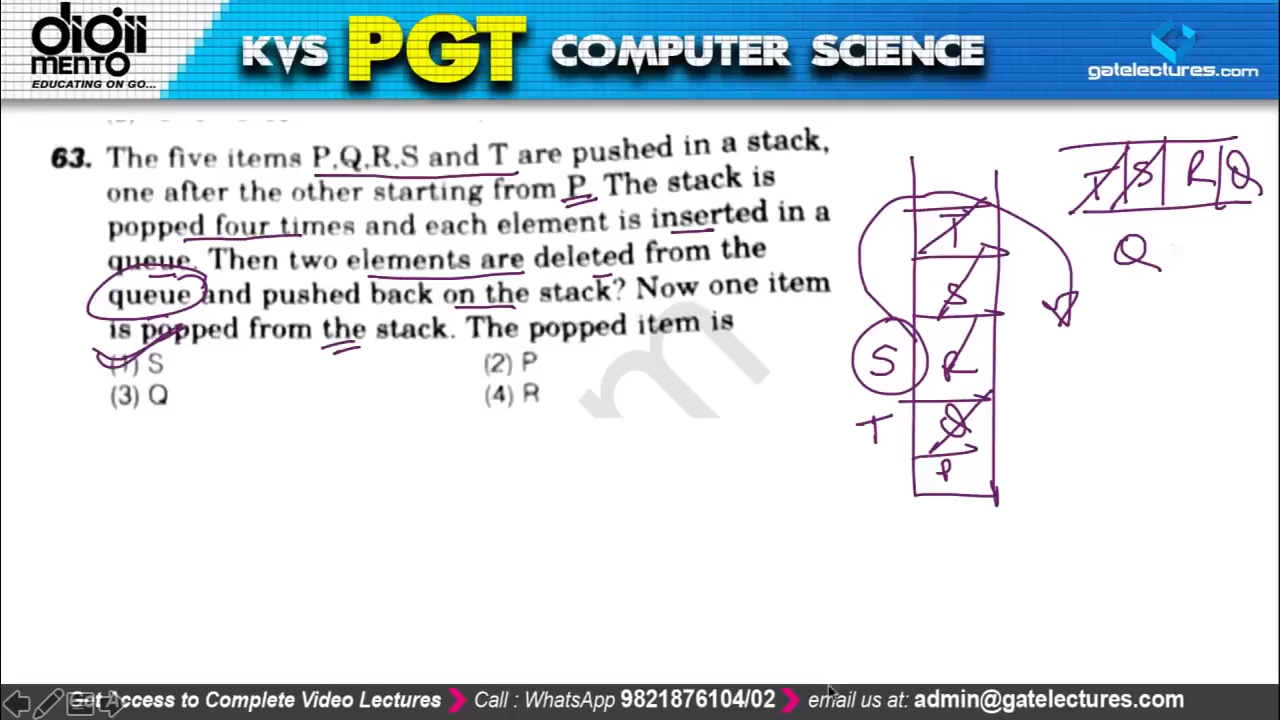 digii
MENTO
EDUCATING ON GO...
KVS PGT COMPUTER SCIENCE
gatelectures.com
63. The five items P,Q,R,S and T are pushed in a stack,
one after the other starting from P. The stack is
popped four times and each element is inserted in a
queue. Then two elements are deleted from the
queue and pushed back on the stack? Now one item
is popped from the stack. The popped item is
(1) S (2) P
(3) Q (4) R
T S R Q
Q
T
S
S R
T Q
P
m
Get Access to Complete Video Lectures Call : WhatsApp 9821876104/02 email us at: admin@gatelectures.com